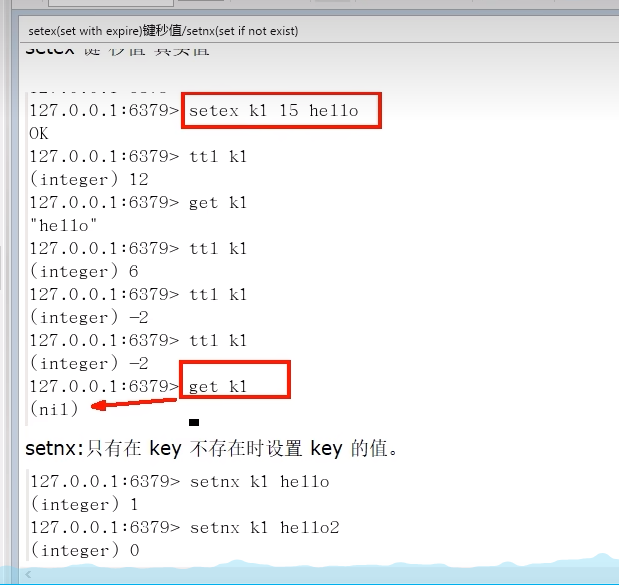 setex(set with expire)键秒值/setnx(set if not exist)
setex 键 秒值 真实值
127.0.0.1:6379> setex k1 15 hello
OK
127.0.0.1:6379> ttl k1
(integer) 12
127.0.0.1:6379> get k1
"hello"
127.0.0.1:6379> ttl k1
(integer) 6
127.0.0.1:6379> ttl k1
(integer) -2
127.0.0.1:6379> ttl k1
(integer) -2
127.0.0.1:6379> get k1
(nil)
setnx:只有在 key 不存在时设置 key 的值。
127.0.0.1:6379> setnx k1 hello
(integer) 1
127.0.0.1:6379> setnx k1 hello2
(integer) 0